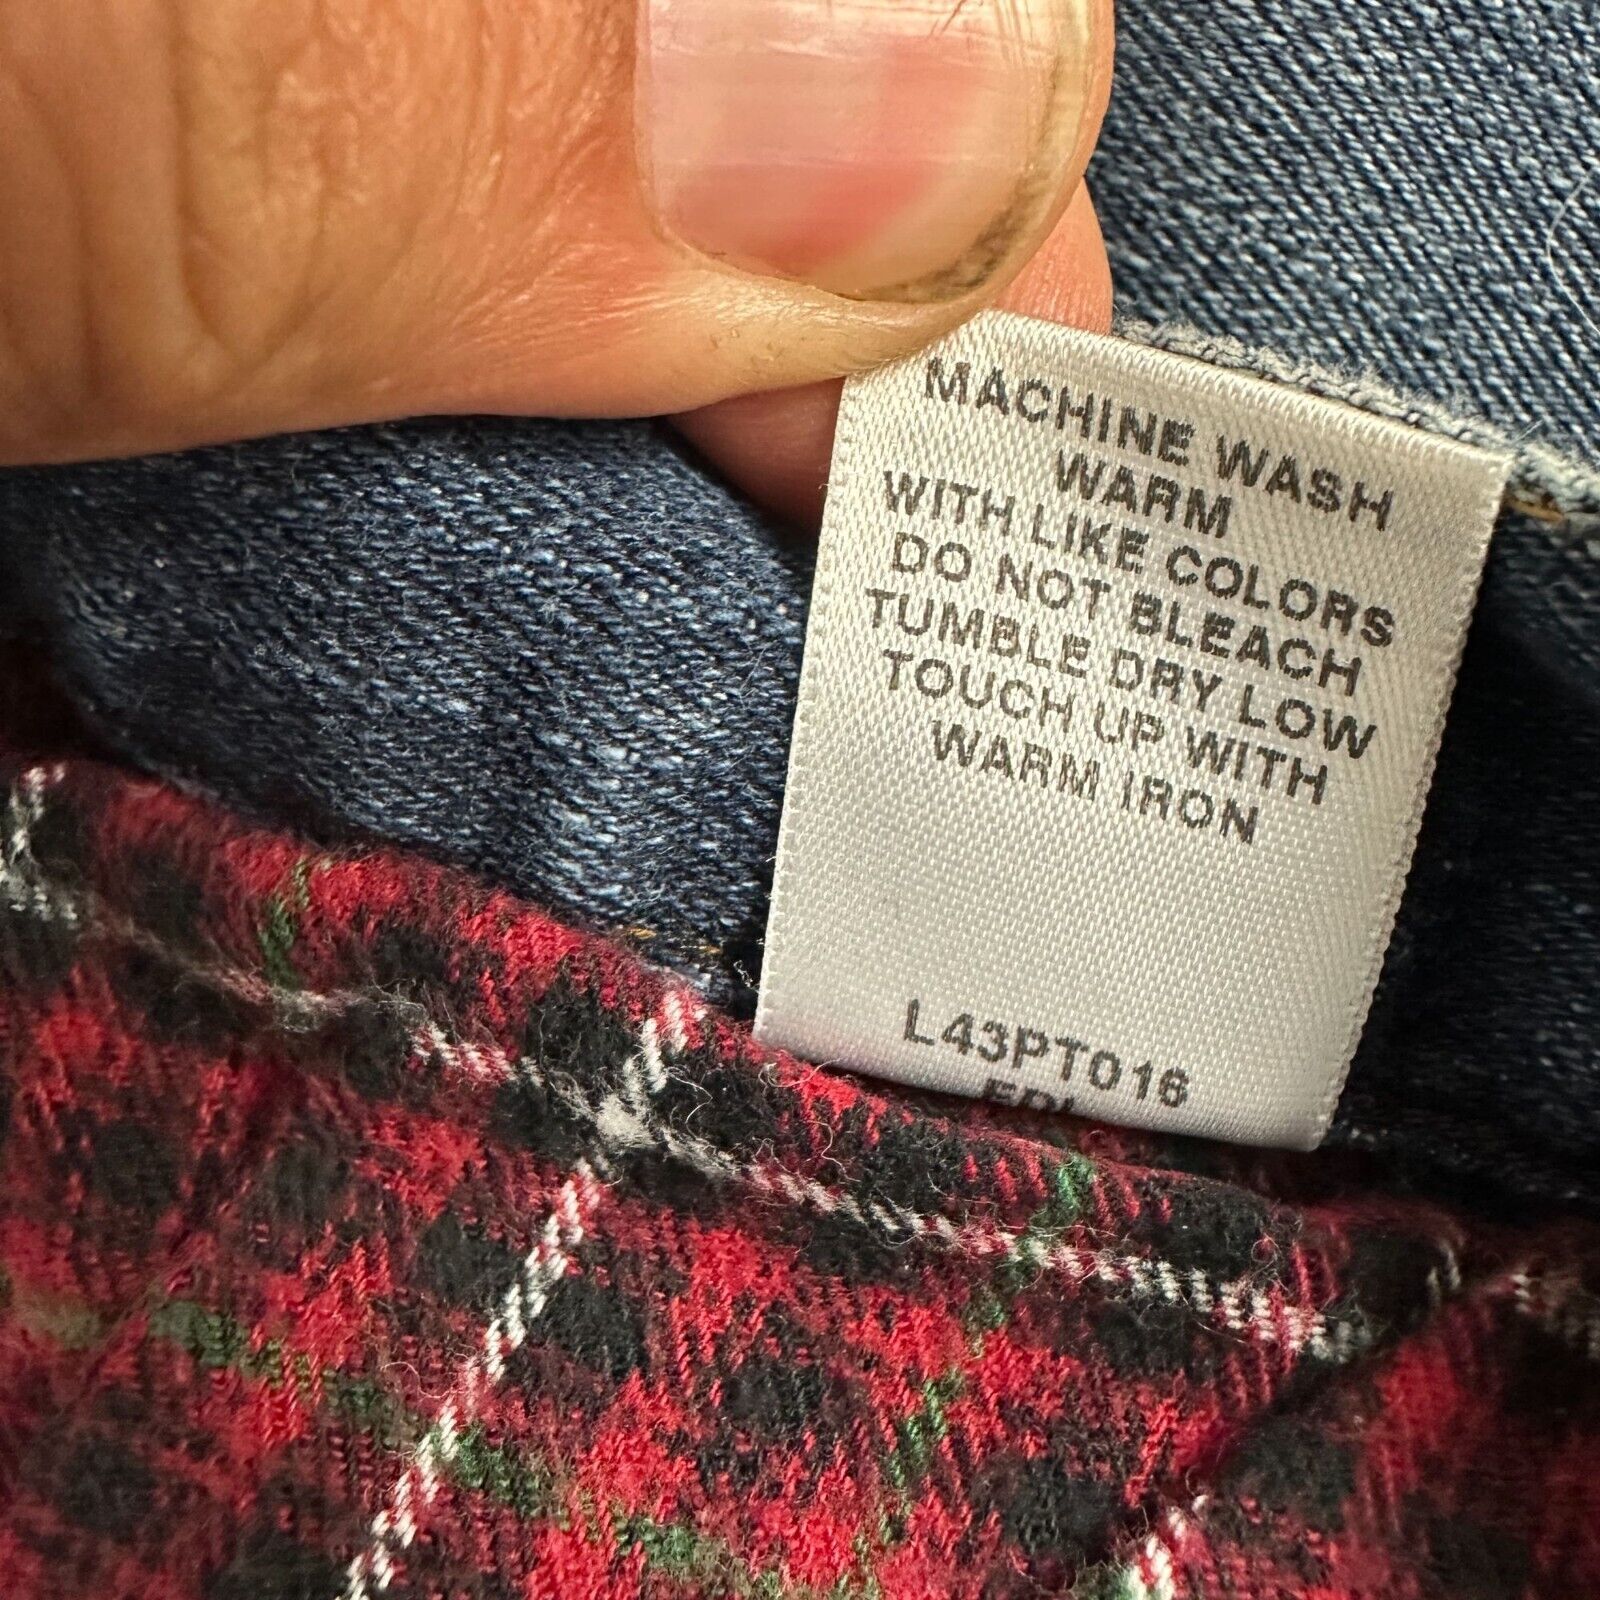 MACHINE WASH
WARM
WITH LIKE COLORS
DO NOT BLEACH
TUMBLE DRY LOW
TOUCH UP WITH
WARM IRON
L43PT016